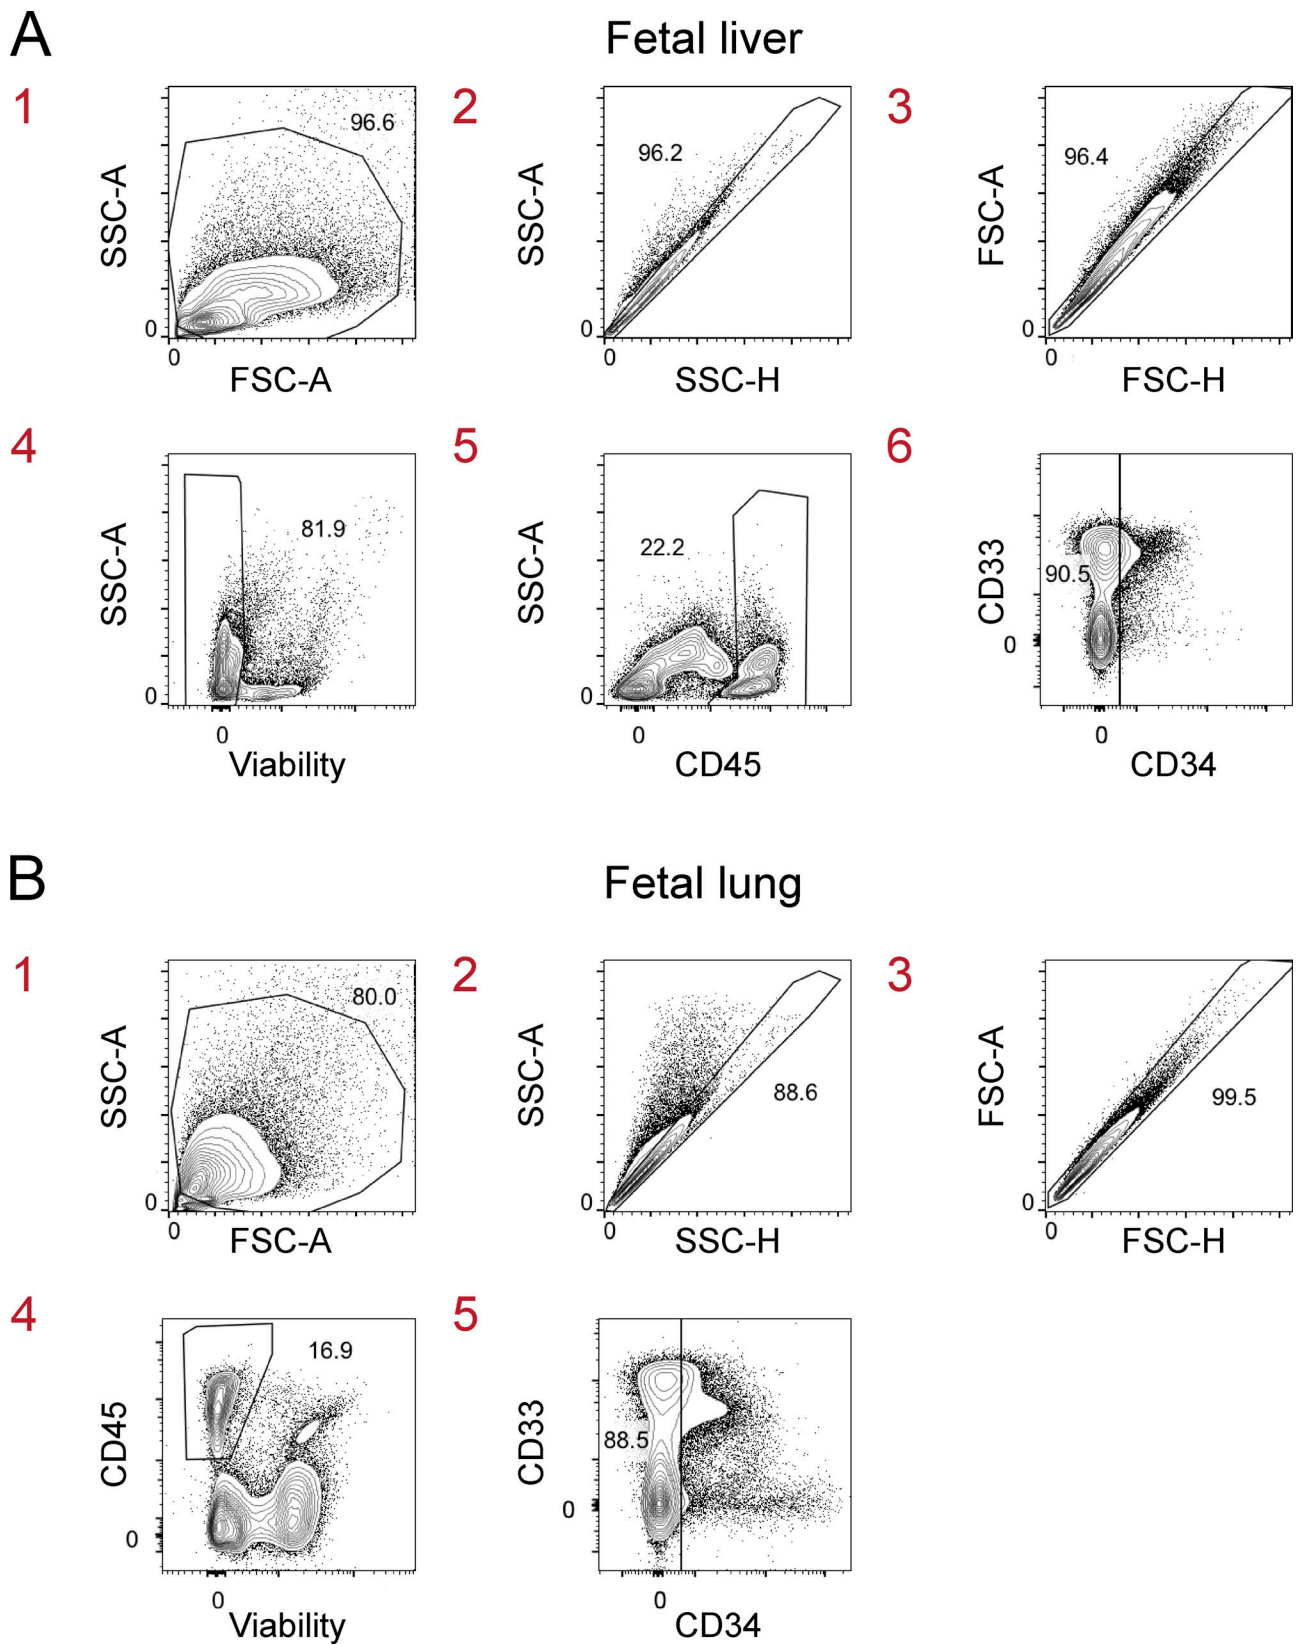 A
Fetal liver
1
SSC-A
96.6
0
0
FSC-A
2
SSC-A
96.2
0
0
SSC-H
3
FSC-A
96.4
0
0
FSC-H
4
SSC-A
81.9
0
0
Viability
5
SSC-A
22.2
0
0
CD45
6
CD33
90.5
0
0
CD34
B
Fetal lung
1
SSC-A
80.0
0
0
FSC-A
2
SSC-A
88.6
0
0
SSC-H
3
FSC-A
99.5
0
0
FSC-H
4
CD45
16.9
0
0
Viability
5
CD33
88.5
0
0
CD34